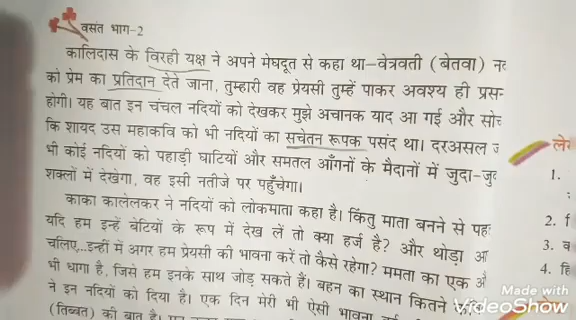 वसंत भाग-2
कालिदास के विरही यक्ष ने अपने मेघदूत से कहा था–वेत्रवती (बेतवा) नद
को प्रेम का प्रतिदान देते जाना, तुम्हारी वह प्रेयसी तुम्हें पाकर अवश्य ही प्रसन्
होगी। यह बात इन चंचल नदियों को देखकर मुझे अचानक याद आ गई और सोच
कि शायद उस महाकवि को भी नदियों का सचेतन रूपक पसंद था। दरअसल ज
भी कोई नदियों को पहाड़ी घाटियों और समतल आँगनों के मैदानों में जुदा-जुद
शक्लों में देखेगा, वह इसी नतीजे पर पहुँचेगा।
काका कालेलकर ने नदियों को लोकमाता कहा है। किंतु माता बनने से पह
यदि हम इन्हें बेटियों के रूप में देख लें तो क्या हर्ज है? और थोड़ा आ
चलिए...इन्हीं में अगर हम प्रेयसी की भावना करें तो कैसे रहेगा? ममता का एक औ
भी धागा है, जिसे हम इनके साथ जोड़ सकते हैं। बहन का स्थान कितने
ने इन नदियों को दिया है। एक दिन मेरी भी ऐसी भावना
(तिब्बत) की बात है।
ले
1.
2.
3.
4.
Made with
VideoShow